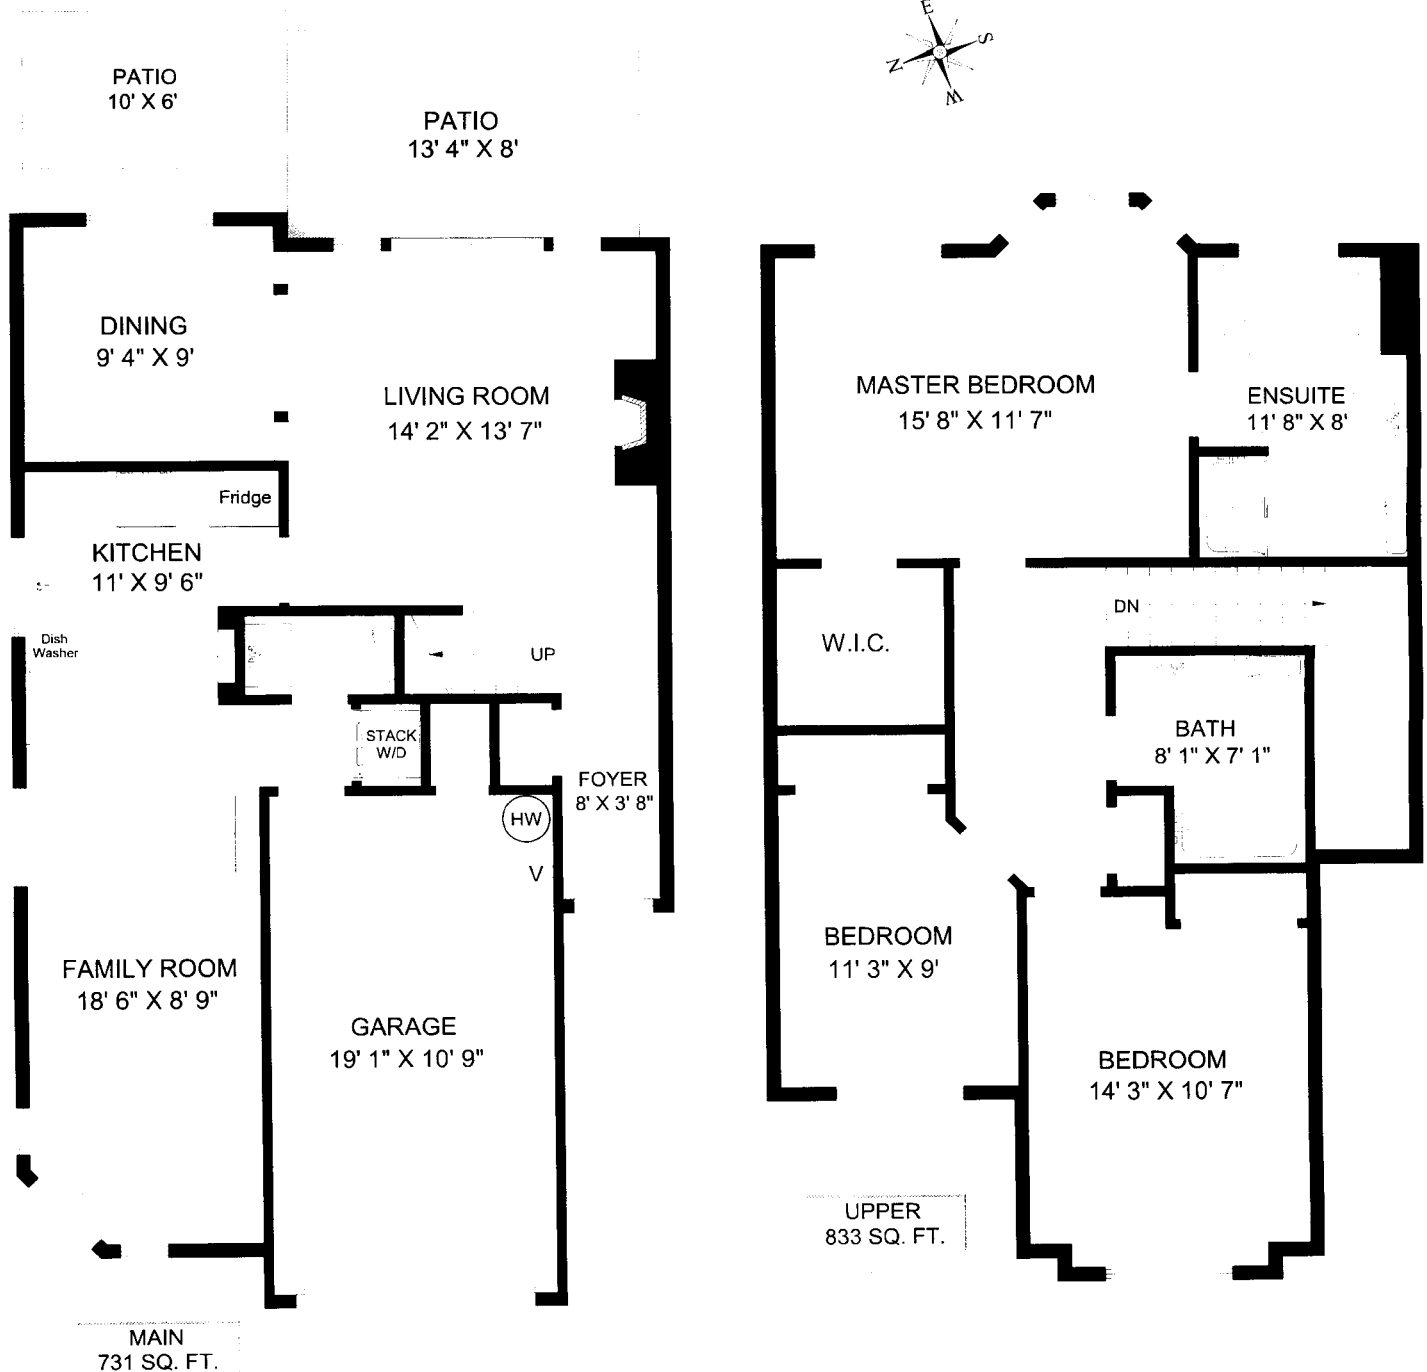 E
S
N
W
PATIO
10' X 6'
PATIO
13' 4" X 8'
DINING
9' 4" X 9'
LIVING ROOM
14' 2" X 13' 7"
Fridge
KITCHEN
11' X 9' 6"
Dish
Washer
UP
STACK
W/D
FOYER
8' X 3' 8"
HW
V
FAMILY ROOM
18' 6" X 8' 9"
GARAGE
19' 1" X 10' 9"
MAIN
731 SQ. FT.
MASTER BEDROOM
15' 8" X 11' 7"
ENSUITE
11' 8" X 8'
W.I.C.
DN
BATH
8' 1" X 7' 1"
BEDROOM
11' 3" X 9'
BEDROOM
14' 3" X 10' 7"
UPPER
833 SQ. FT.